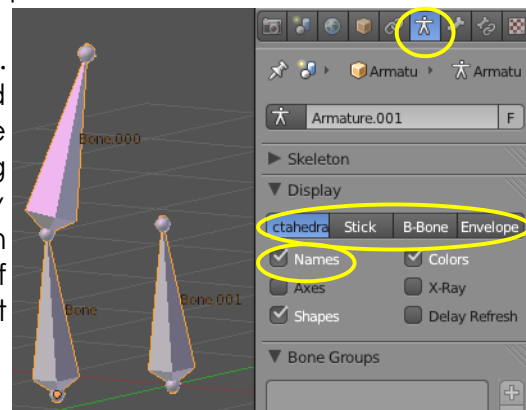 Bone.000
Bone
Bone.001
Armatu Armatu
Armature.001 F
Skeleton
Display
ctahedra Stick B-Bone Envelope
Names Colors
Axes X-Ray
Shapes Delay Refresh
Bone Groups